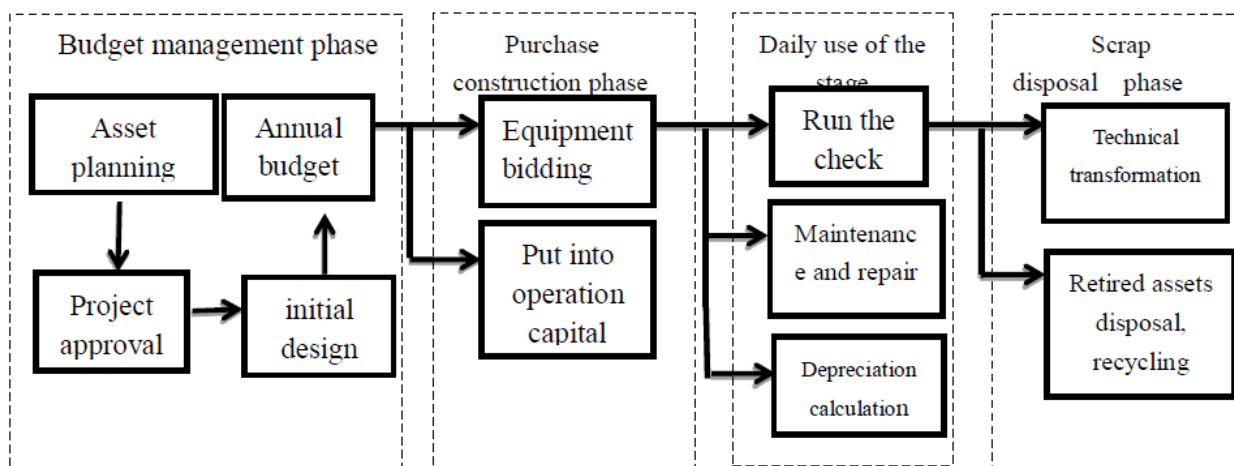 Budget management phase
Asset
planning
Annual
budget
Project
approval
initial
design
Purchase
construction phase
Equipment
bidding
Put into
operation
capital
Daily use of the
stage
Run the
check
Maintenanc
e and repair
Depreciation
calculation
Scrap
disposal phase
Technical
transformation
Retired assets
disposal,
recycling